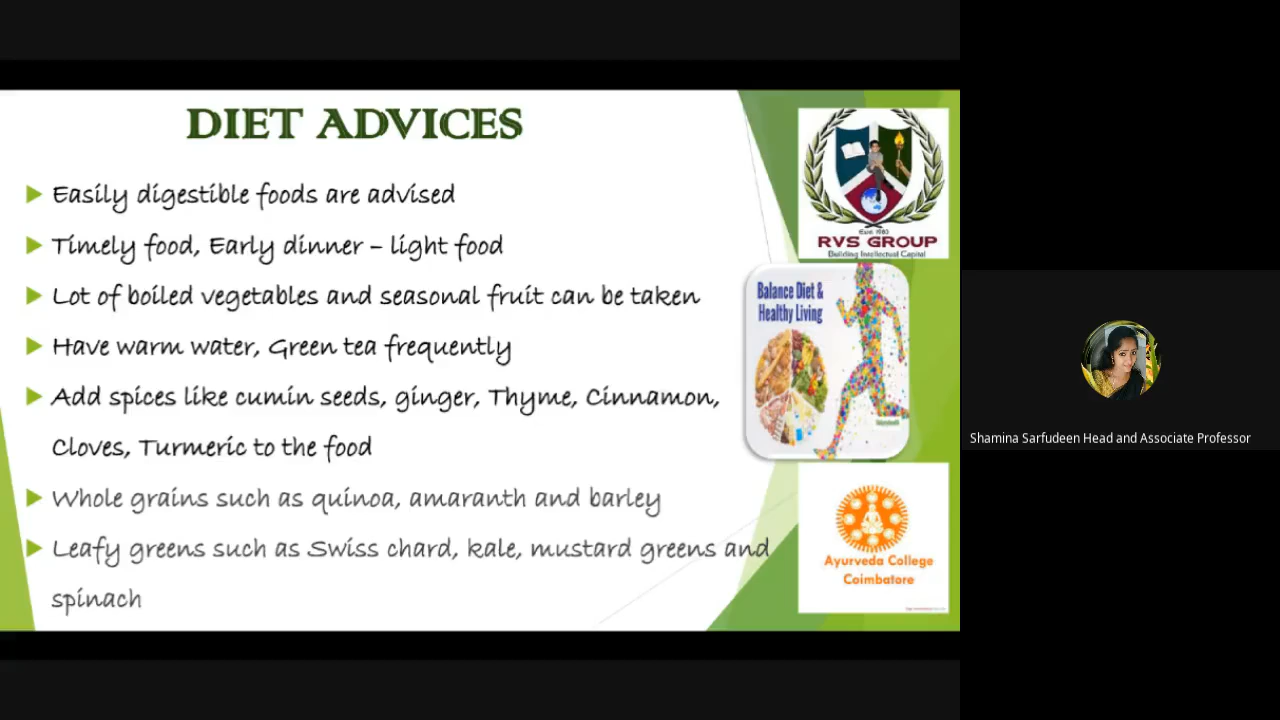 DIET ADVICES
Easily digestible foods are advised
Timely food, Early dinner – light food
Lot of boiled vegetables and seasonal fruit can be taken
Have warm water, Green tea frequently
Add spices like cumin seeds, ginger, Thyme, Cinnamon,
Cloves, Turmeric to the food
Whole grains such as quinoa, amaranth and barley
Leafy greens such as Swiss chard, kale, mustard greens and
spinach
Estd 1983
RVS GROUP
Building Intellectual Capital
Balance Diet &
Healthy Living
Ayurveda College
Coimbatore
Shamina Sarfudeen Head and Associate Professor